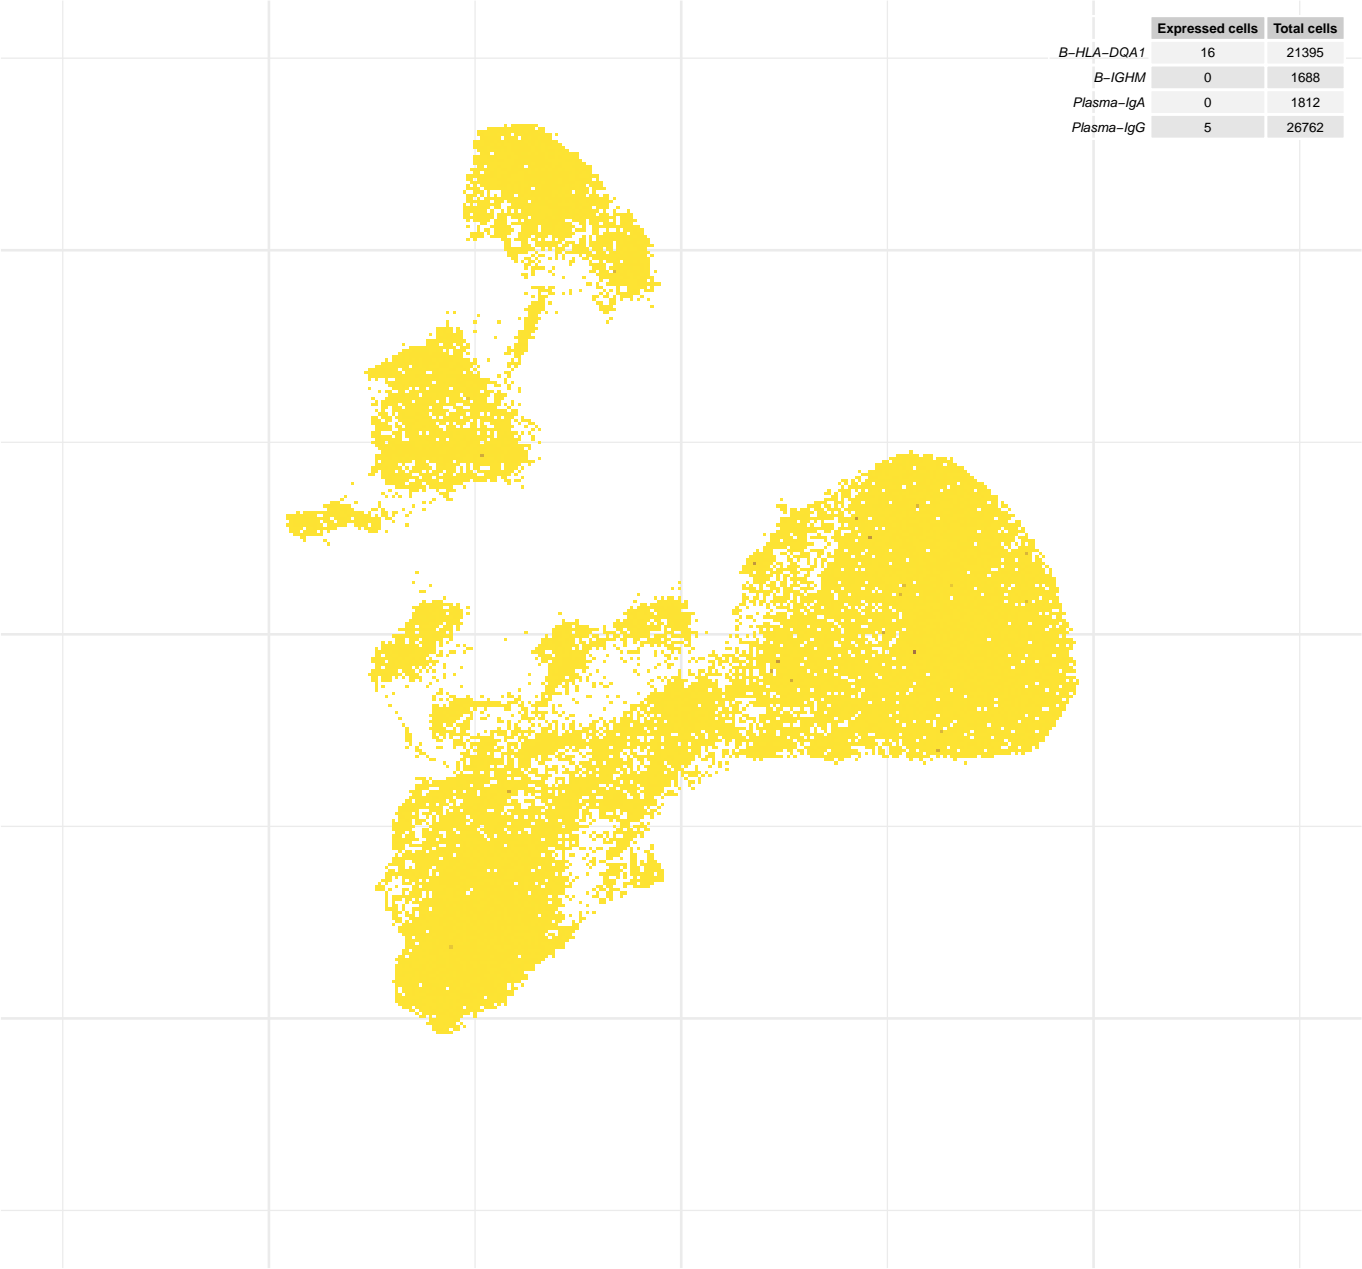 Expressed cells Total cells
B−HLA−DQA1 16 21395
B−IGHM 0 1688
Plasma−IgA 0 1812
Plasma−IgG 5 26762